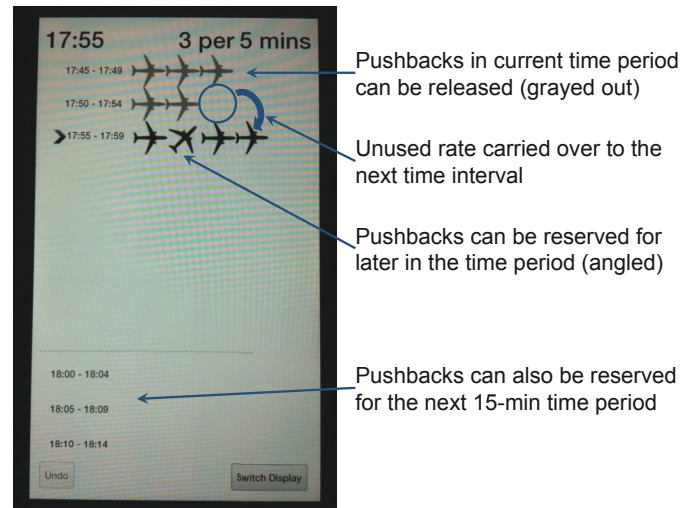 17:55 3 per 5 mins
17:45 - 17:49
17:50 - 17:54
17:55 - 17:59
18:00 - 18:04
18:05 - 18:09
18:10 - 18:14
Undo Switch Display
Pushbacks in current time period
can be released (grayed out)
Unused rate carried over to the
next time interval
Pushbacks can be reserved for
later in the time period (angled)
Pushbacks can also be reserved
for the next 15-min time period